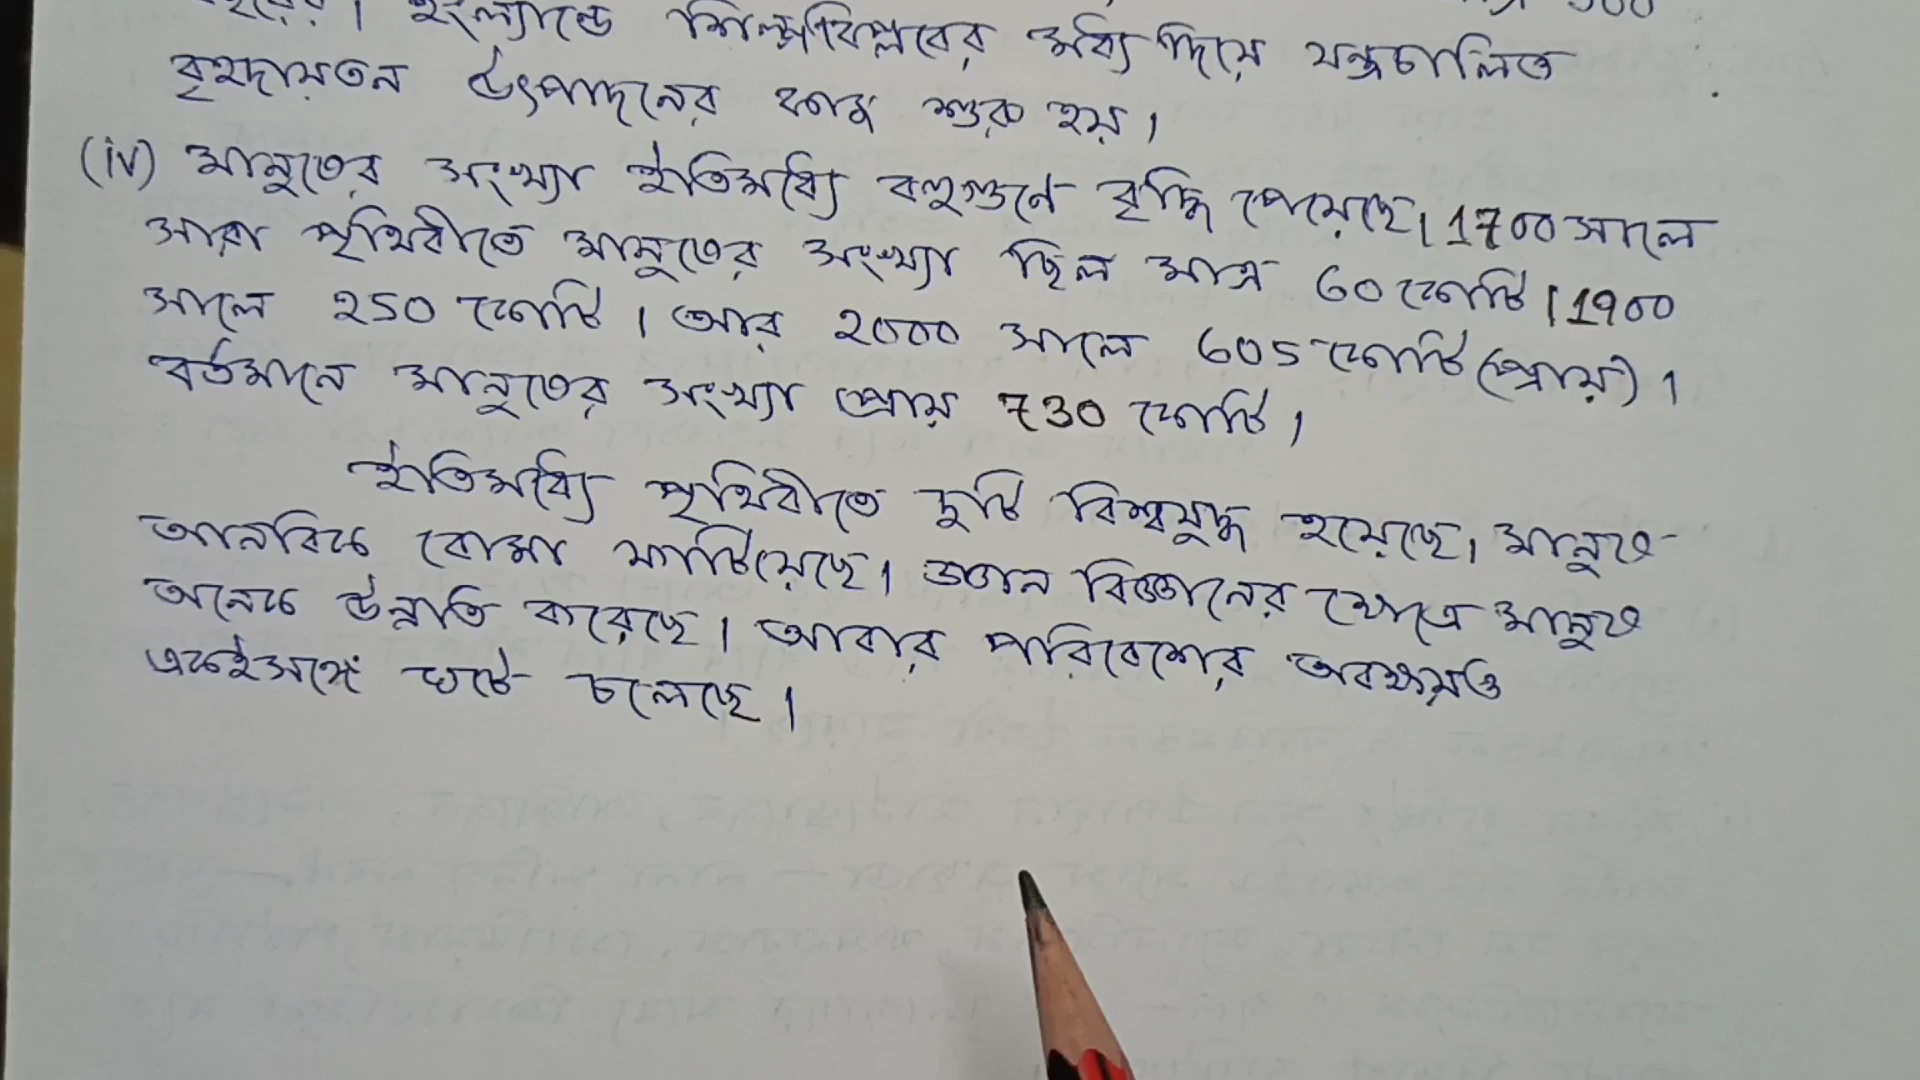 । ইংল্যান্ডে শিল্পবিপ্লবের মধ্যি দিয়ে যন্ত্রচালিত
বৃহদায়তন উৎপাদনের কাজ শুরু হয়।
(iv) মানুষের সংখ্যা ইতিমধ্যি বহুগুনে বৃদ্ধি পেয়েছে। 1700 সালে
সারা পৃথিবীতে মানুষের সংখ্যা ছিল মাত্র 60 কোটি। 1900
সালে 250 কোটি। আর 2000 সালে 605 কোটি (প্রায়)।
বর্তমানে মানুষের সংখ্যা প্রায় 730 কোটি।
ইতিমধ্যি পৃথিবীতে দুটি বিশ্বযুদ্ধ হয়েছে। মানুষ
আনবিক বোমা ফাটিয়েছে। জ্ঞান বিজ্ঞানের ক্ষেত্রে মানুষ
অনেক উন্নতি করেছে। আবার পরিবেশের অবক্ষয়ও
একইসঙ্গে ঘটে চলেছে।